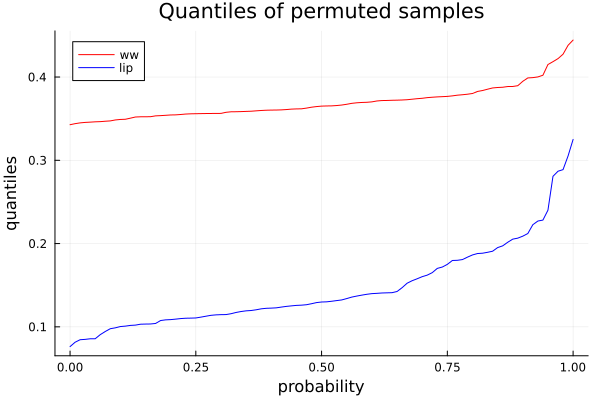 Quantiles of permuted samples
ww
lip
quantiles
0.4
0.3
0.2
0.1
0.00 0.25 0.50 0.75 1.00
probability